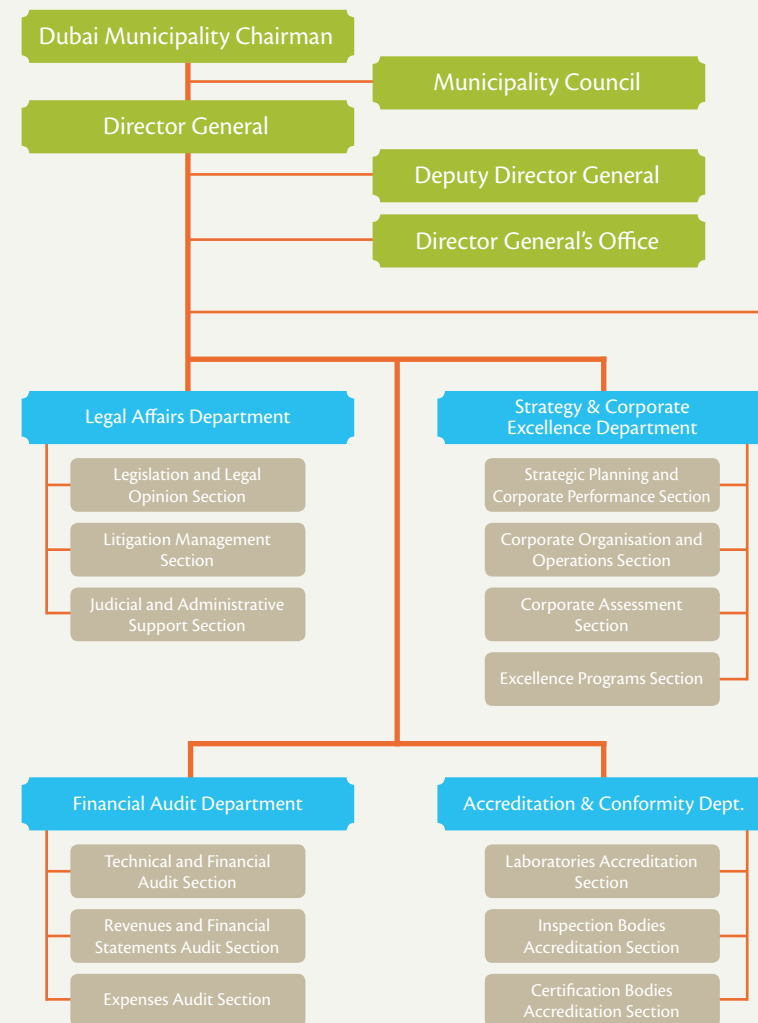 Dubai Municipality Chairman
Municipality Council
Director General
Deputy Director General
Director General's Office
Legal Affairs Department
Legislation and Legal
Opinion Section
Litigation Management
Section
Judicial and Administrative
Support Section
Strategy & Corporate
Excellence Department
Strategic Planning and
Corporate Performance Section
Corporate Organisation and
Operations Section
Corporate Assessment
Section
Excellence Programs Section
Financial Audit Department
Technical and Financial
Audit Section
Revenues and Financial
Statements Audit Section
Expenses Audit Section
Accreditation & Conformity Dept.
Laboratories Accreditation
Section
Inspection Bodies
Accreditation Section
Certification Bodies
Accreditation Section